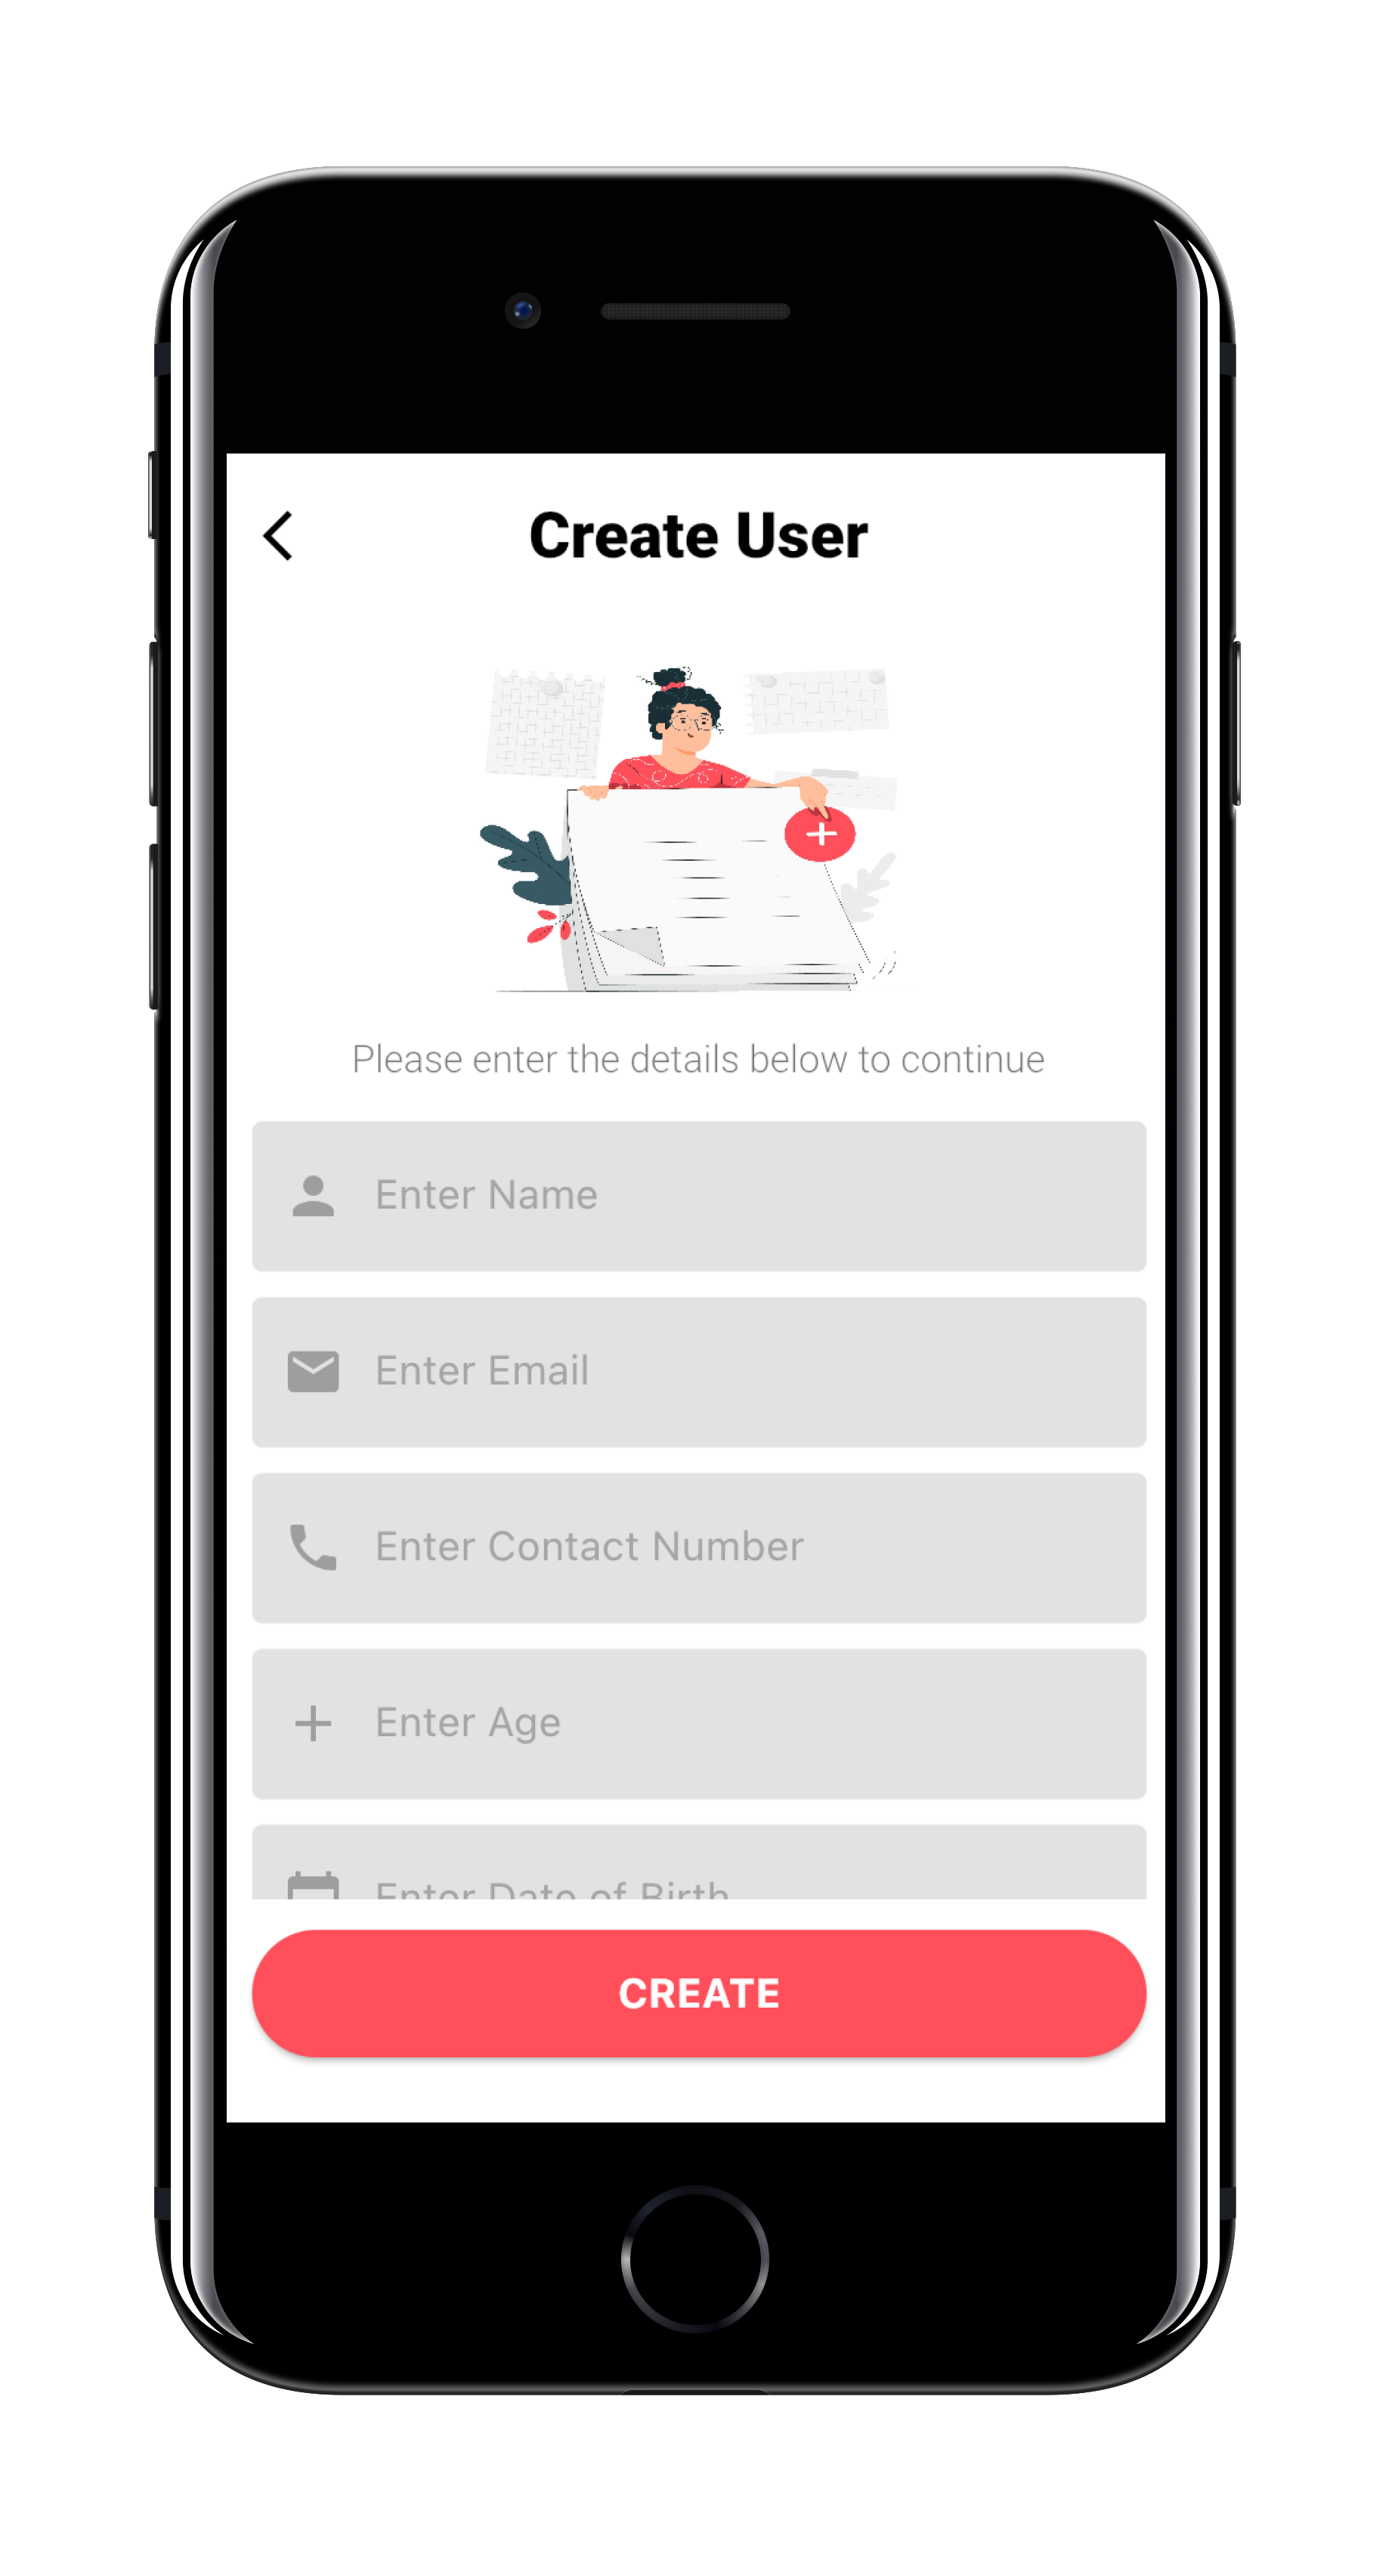 Create User
Please enter the details below to continue
Enter Name
Enter Email
Enter Contact Number
Enter Age
Enter Date of Birth
CREATE